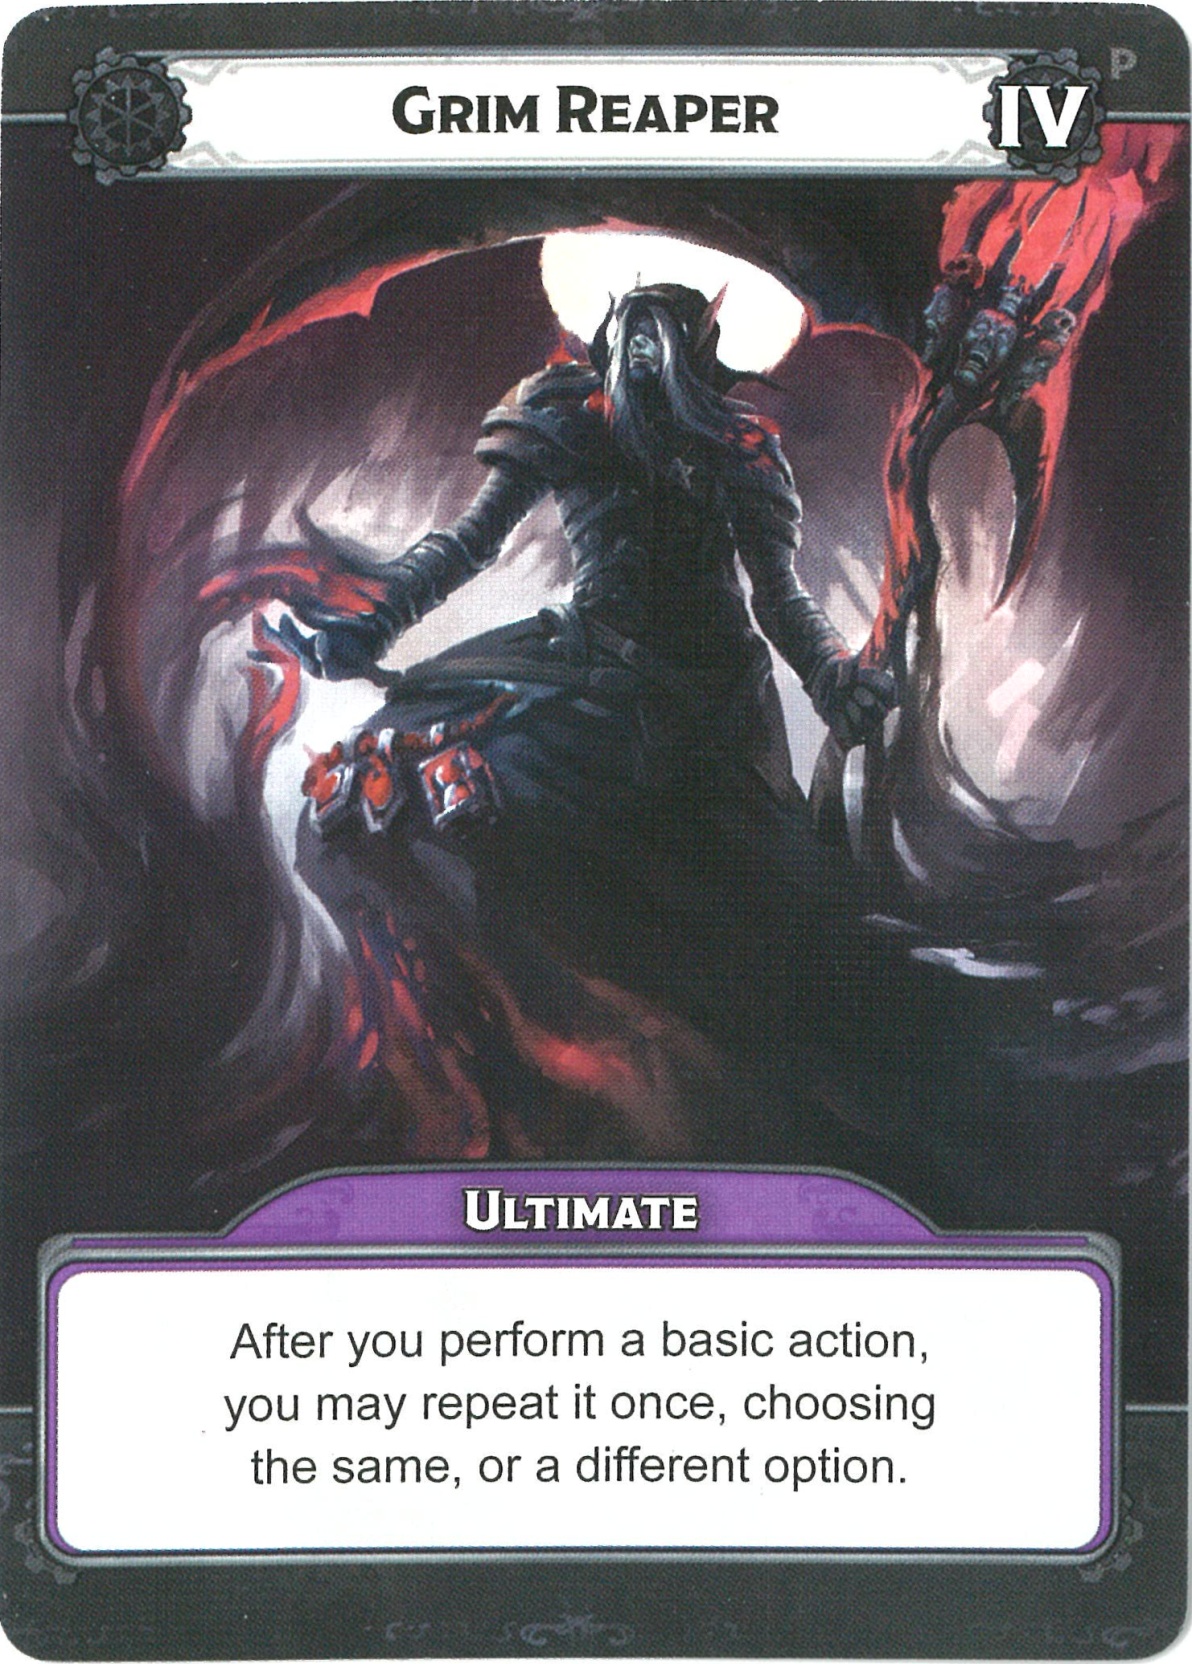 P
GRIM REAPER
IV
ULTIMATE
After you perform a basic action,
you may repeat it once, choosing
the same, or a different option.